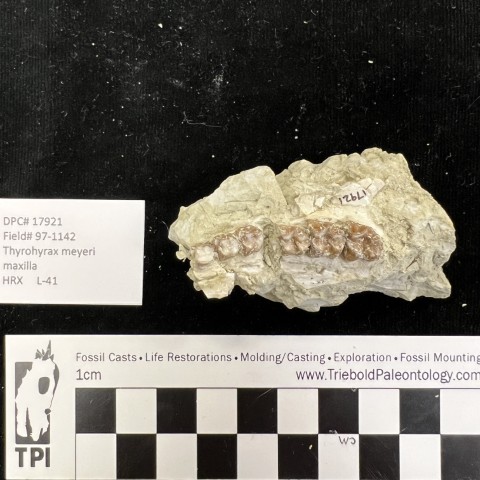 DPC# 17921
Field# 97-1142
Thyrohyrax meyeri
maxilla
HRX L-41
17921
Fossil Casts • Life Restorations • Molding/Casting • Exploration • Fossil Mounting
1cm
www.TrieboldPaleontology.com
CM
TPI